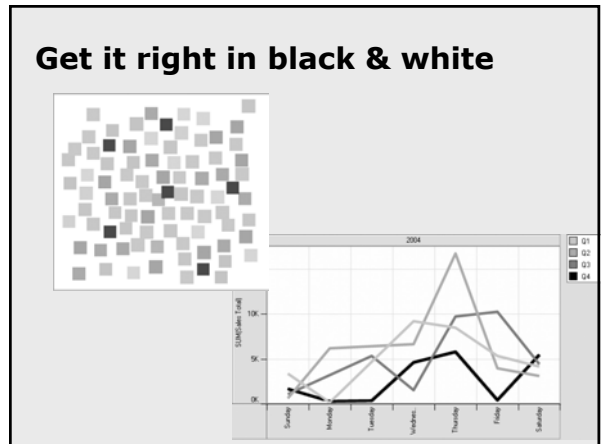 Get it right in black & white
2004
Q1
Q2
Q3
Q4
SUM(Sales Total)
10K
5K
0K
Sunday
Monday
Tuesday
Wednes..
Thursday
Friday
Saturday